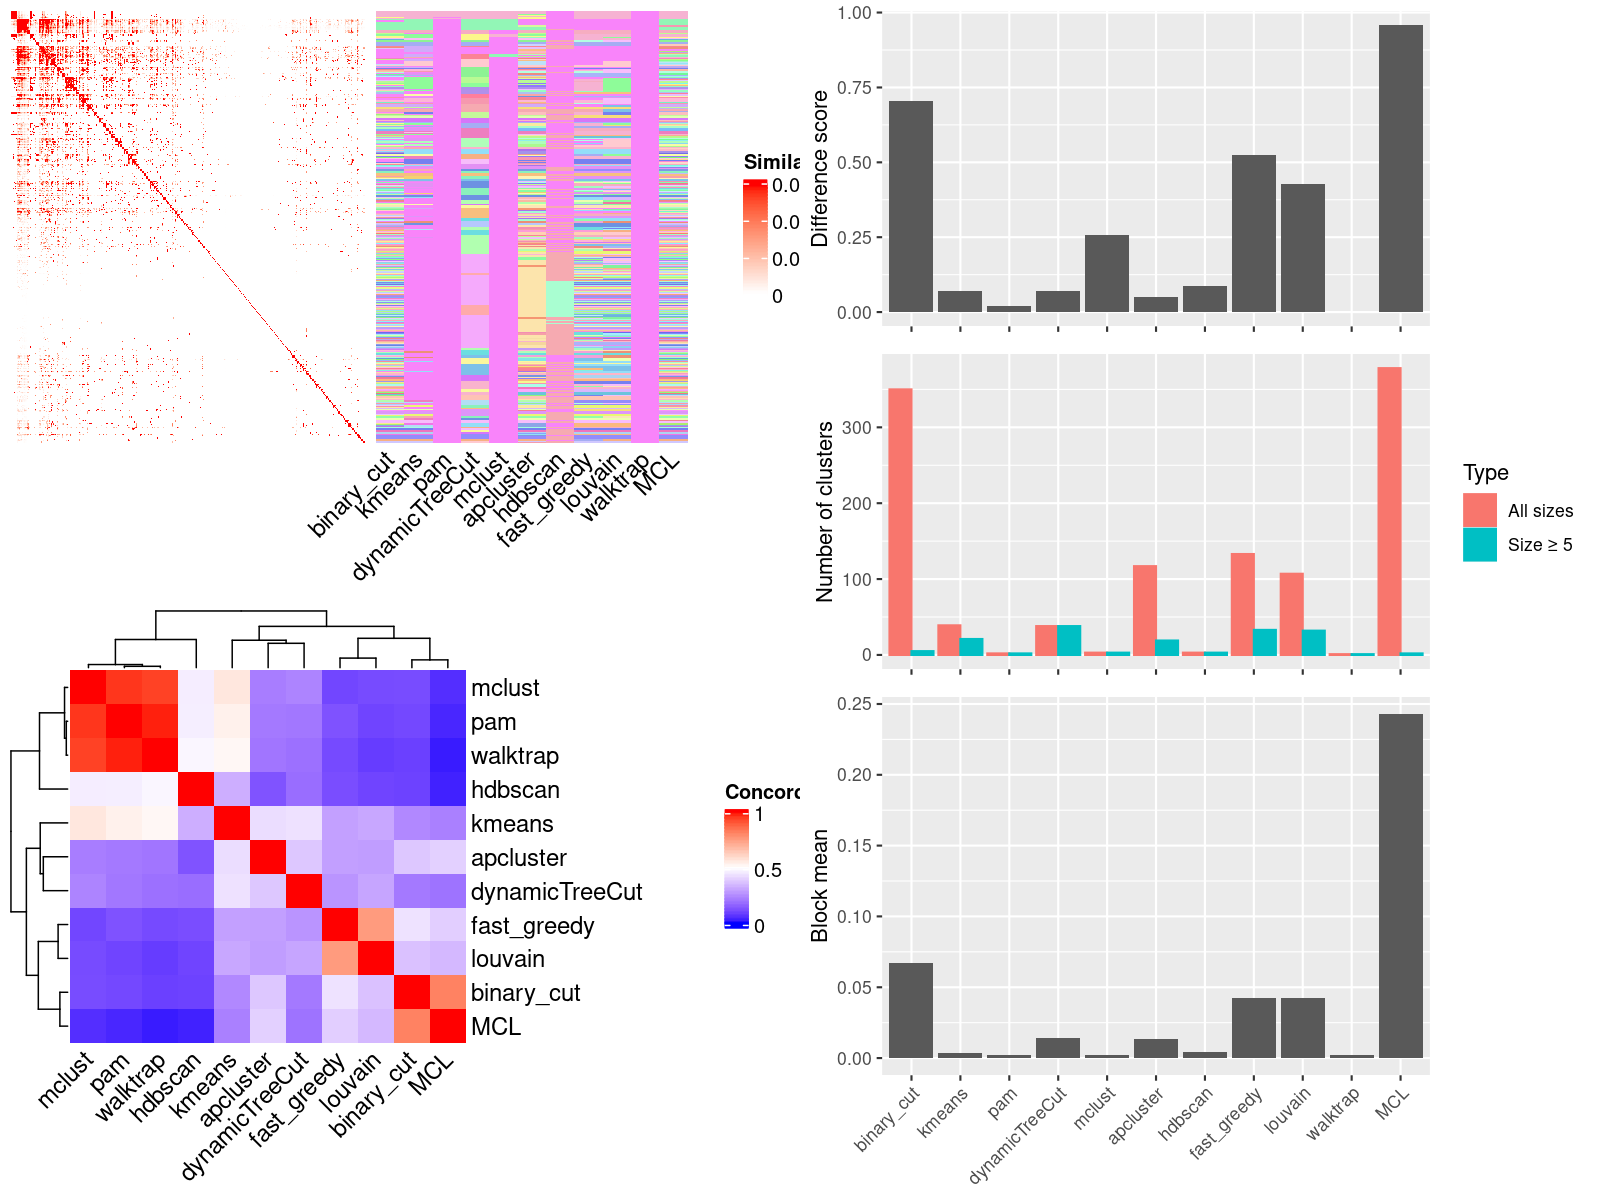 Simila
0.0
0.0
0.0
0
binary_cut
kmeans
pam
dynamicTreeCut
mclust
apcluster
hdbscan
fast_greedy
louvain
walktrap
MCL
Difference score
1.00
0.75
0.50
0.25
0.00
Number of clusters
300
200
100
0
Type
All sizes
Size ≥ 5
mclust
pam
walktrap
hdbscan
kmeans
apcluster
dynamicTreeCut
fast_greedy
louvain
binary_cut
MCL
mclust
pam
walktrap
hdbscan
kmeans
apcluster
dynamicTreeCut
fast_greedy
louvain
binary_cut
MCL
Concorc
1
0.5
0
Block mean
0.25
0.20
0.15
0.10
0.05
0.00
binary_cut
kmeans
pam
dynamicTreeCut
mclust
apcluster
hdbscan
fast_greedy
louvain
walktrap
MCL